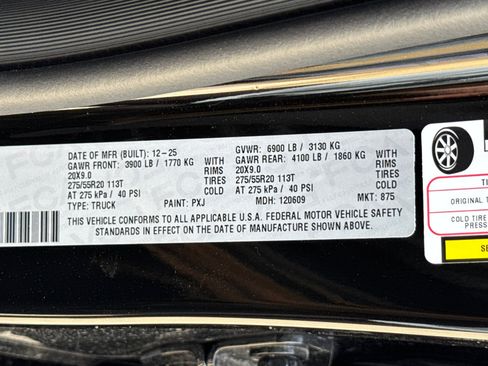 DATE OF MFR (BUILT): 12-25 GVWR: 6900 LB / 3130 KG
GAWR FRONT: 3900 LB / 1770 KG WITH GAWR REAR: 4100 LB / 1860 KG WITH
20X9.0 RIMS 20X9.0 RIMS
275/55R20 113T TIRES 275/55R20 113T TIRES
AT 275 kPa / 40 PSI COLD AT 275 kPa / 40 PSI COLD
TYPE: TRUCK PAINT: PXJ MDH: 120609 MKT: 875
THIS VEHICLE CONFORMS TO ALL APPLICABLE U.S.A. FEDERAL MOTOR VEHICLE SAFETY
STANDARDS IN EFFECT ON THE DATE OF MANUFACTURE SHOWN ABOVE.
ORIGINAL T
COLD TIRE
PRESS
SE